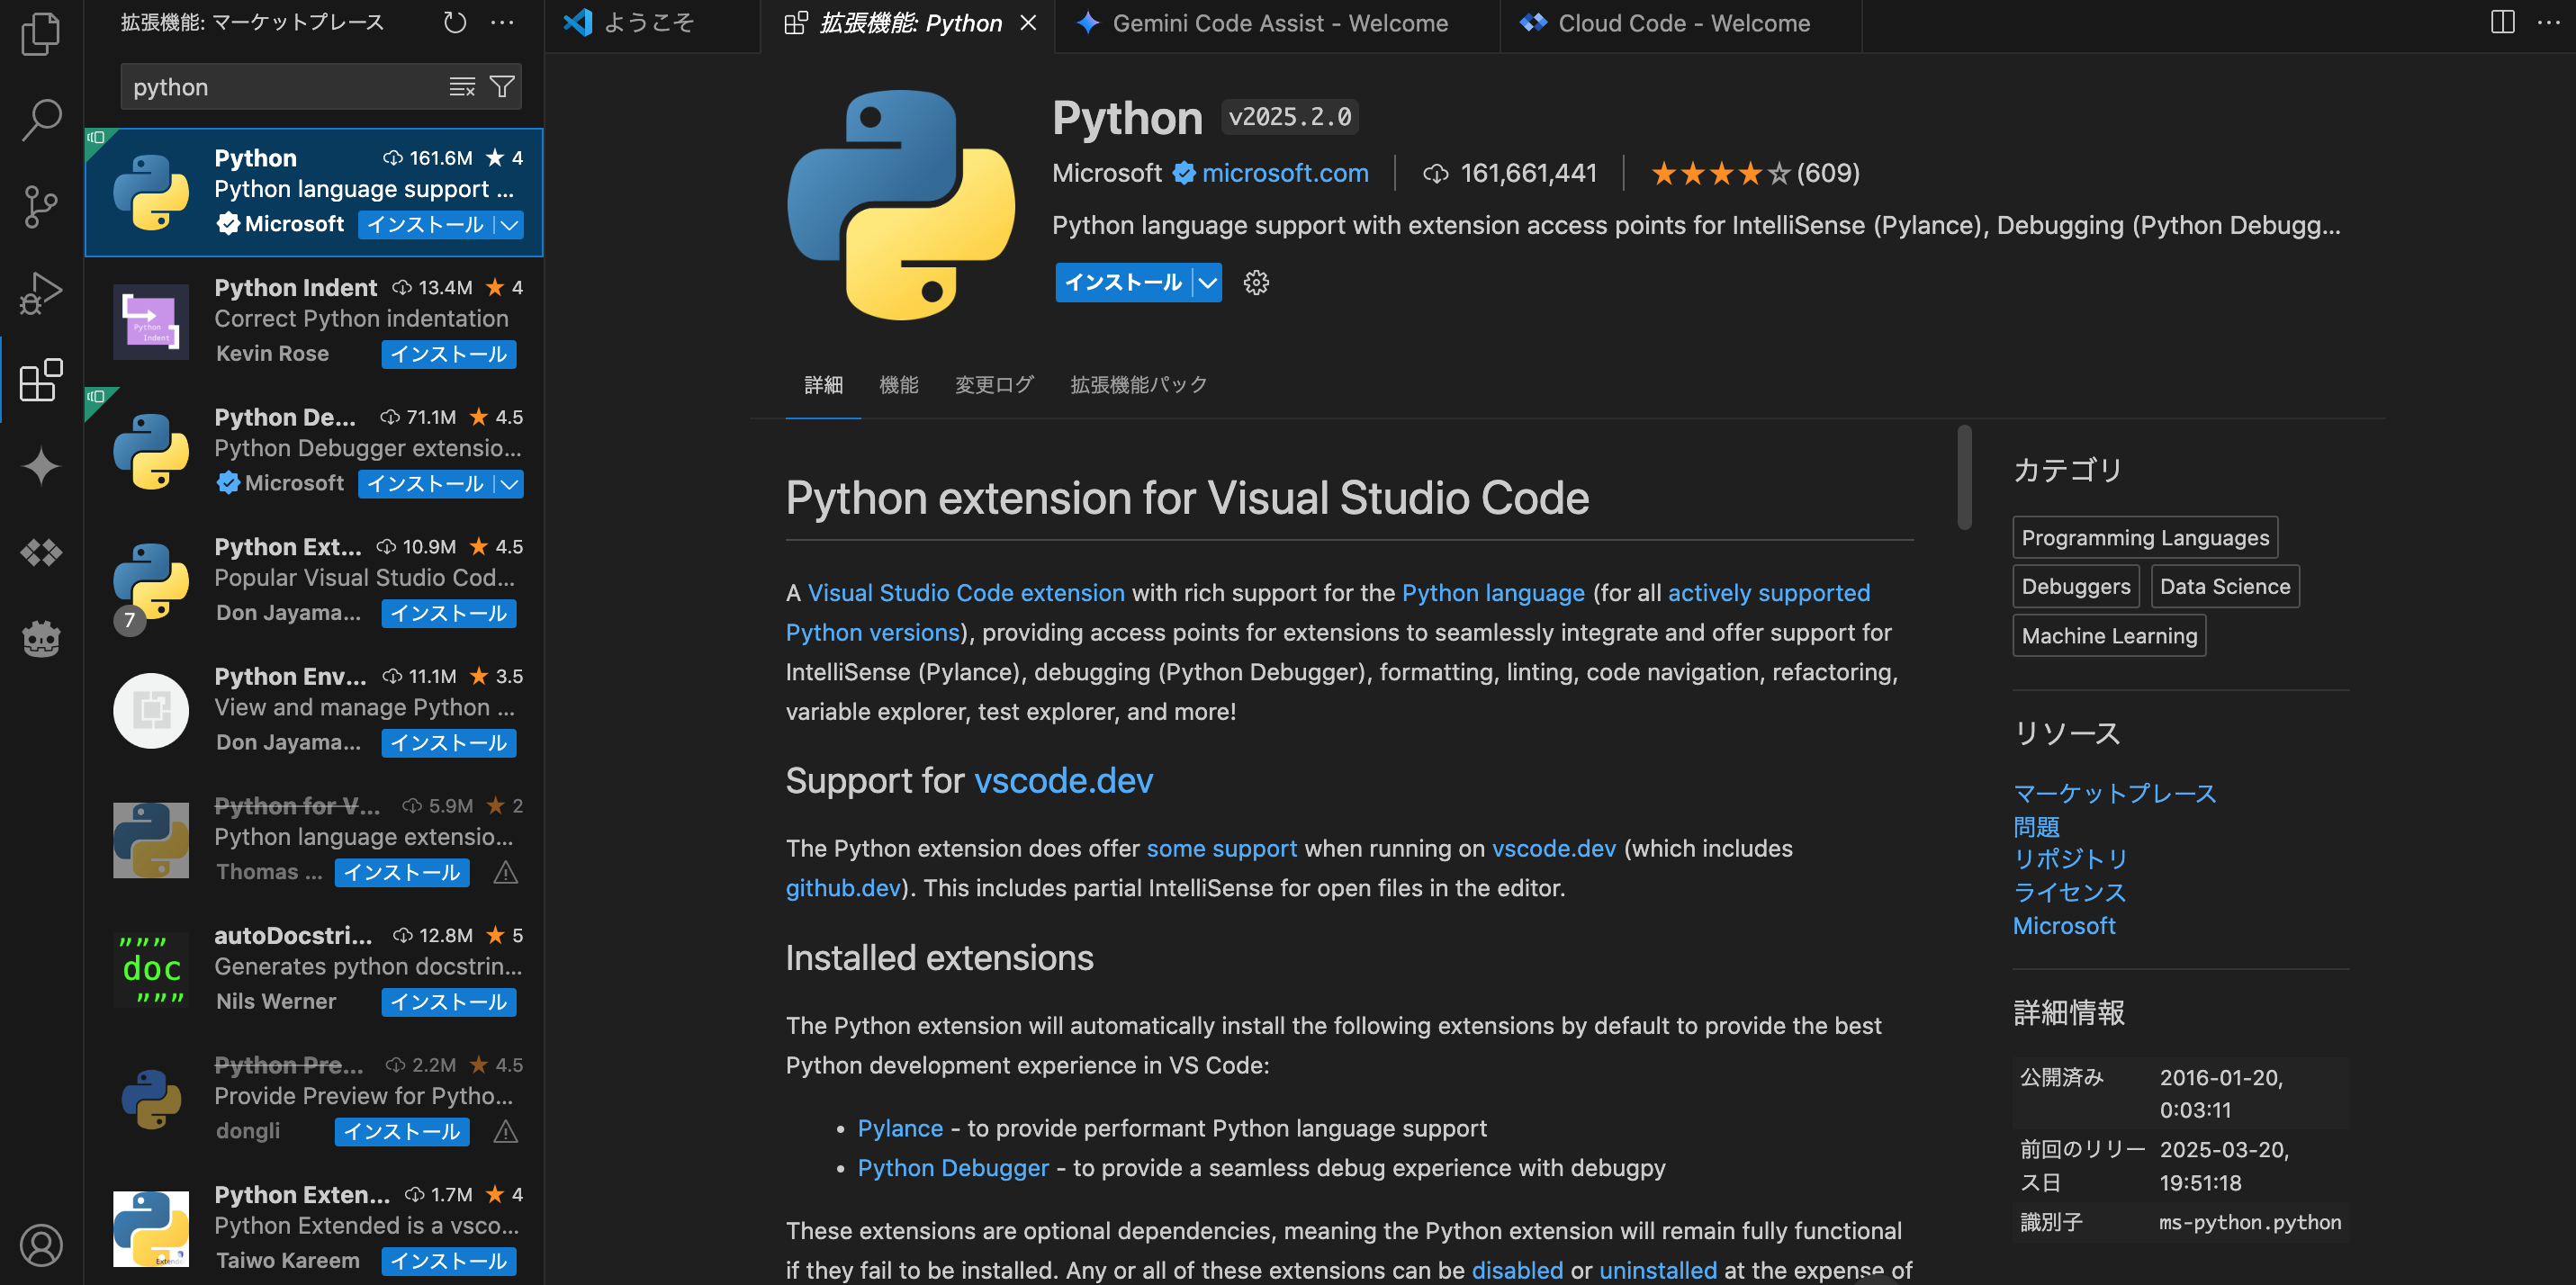 拡張機能: マーケットプレース
python
Python 161.6M ★ 4
Python language support ...
Microsoft インストール
Python Indent 13.4M ★ 4
Correct Python indentation
Kevin Rose インストール
Python De... 71.1M ★ 4.5
Python Debugger extensio...
Microsoft インストール
Python Ext... 10.9M ★ 4.5
Popular Visual Studio Cod...
7
Don Jayama... インストール
Python Env... 11.1M ★ 3.5
View and manage Python ...
Don Jayama... インストール
Python for V... 5.9M ★ 2
Python language extensio...
Thomas ... インストール
autoDocstri... 12.8M ★ 5
Generates python docstrin...
Nils Werner インストール
Python Pre... 2.2M ★ 4.5
Provide Preview for Pytho...
dongli インストール
Python Exten... 1.7M ★ 4
Python Extended is a vsco...
Taiwo Kareem インストール
ようこそ
拡張機能: Python
Gemini Code Assist - Welcome
Cloud Code - Welcome
Python v2025.2.0
Microsoft microsoft.com 161,661,441 ★★★★☆(609)
Python language support with extension access points for IntelliSense (Pylance), Debugging (Python Debugg...
インストール
詳細 機能 変更ログ 拡張機能パック
Python extension for Visual Studio Code
A Visual Studio Code extension with rich support for the Python language (for all actively supported
Python versions), providing access points for extensions to seamlessly integrate and offer support for
IntelliSense (Pylance), debugging (Python Debugger), formatting, linting, code navigation, refactoring,
variable explorer, test explorer, and more!
Support for vscode.dev
The Python extension does offer some support when running on vscode.dev (which includes
github.dev). This includes partial IntelliSense for open files in the editor.
Installed extensions
The Python extension will automatically install the following extensions by default to provide the best
Python development experience in VS Code:
• Pylance - to provide performant Python language support
• Python Debugger - to provide a seamless debug experience with debugpy
These extensions are optional dependencies, meaning the Python extension will remain fully functional
if they fail to be installed. Any or all of these extensions can be disabled or uninstalled at the expense of
カテゴリ
Programming Languages
Debuggers Data Science
Machine Learning
リソース
マーケットプレース
問題
リポジトリ
ライセンス
Microsoft
詳細情報
公開済み 2016-01-20,
0:03:11
前回のリリー 2025-03-20,
ス日 19:51:18
識別子 ms-python.python
Python
Indent
””” doc ”””